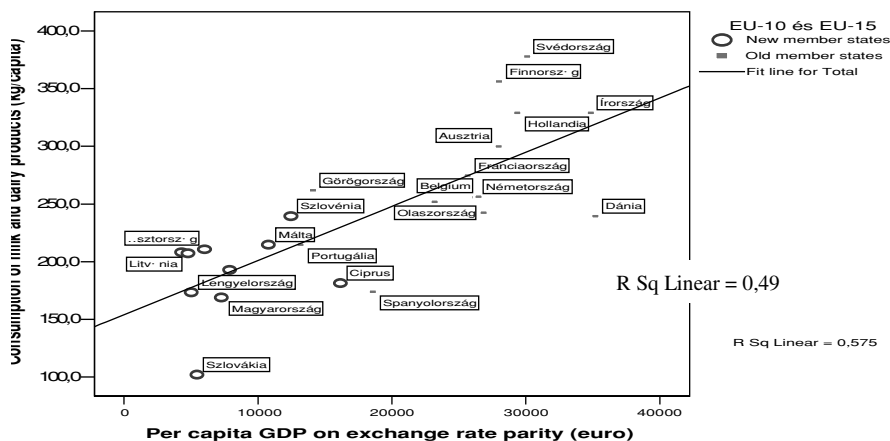 EU-10 és EU-15
New member states
Old member states
Fit line for Total
Consumption of milk and daily products (kg/capita)
400,0
350,0
300,0
250,0
200,0
150,0
100,0
Svédország
Finnorsz· g
Írország
Hollandia
Ausztria
Franciaország
Görögország
Belgium
Németország
Szlovénia
Olaszország
Dánia
..sztorsz· g
Málta
Litv· nia
Portugália
Ciprus
Lengyelország
Spanyolország
Magyarország
Szlovákia
R Sq Linear = 0,49
R Sq Linear = 0,575
0 10000 20000 30000 40000
Per capita GDP on exchange rate parity (euro)